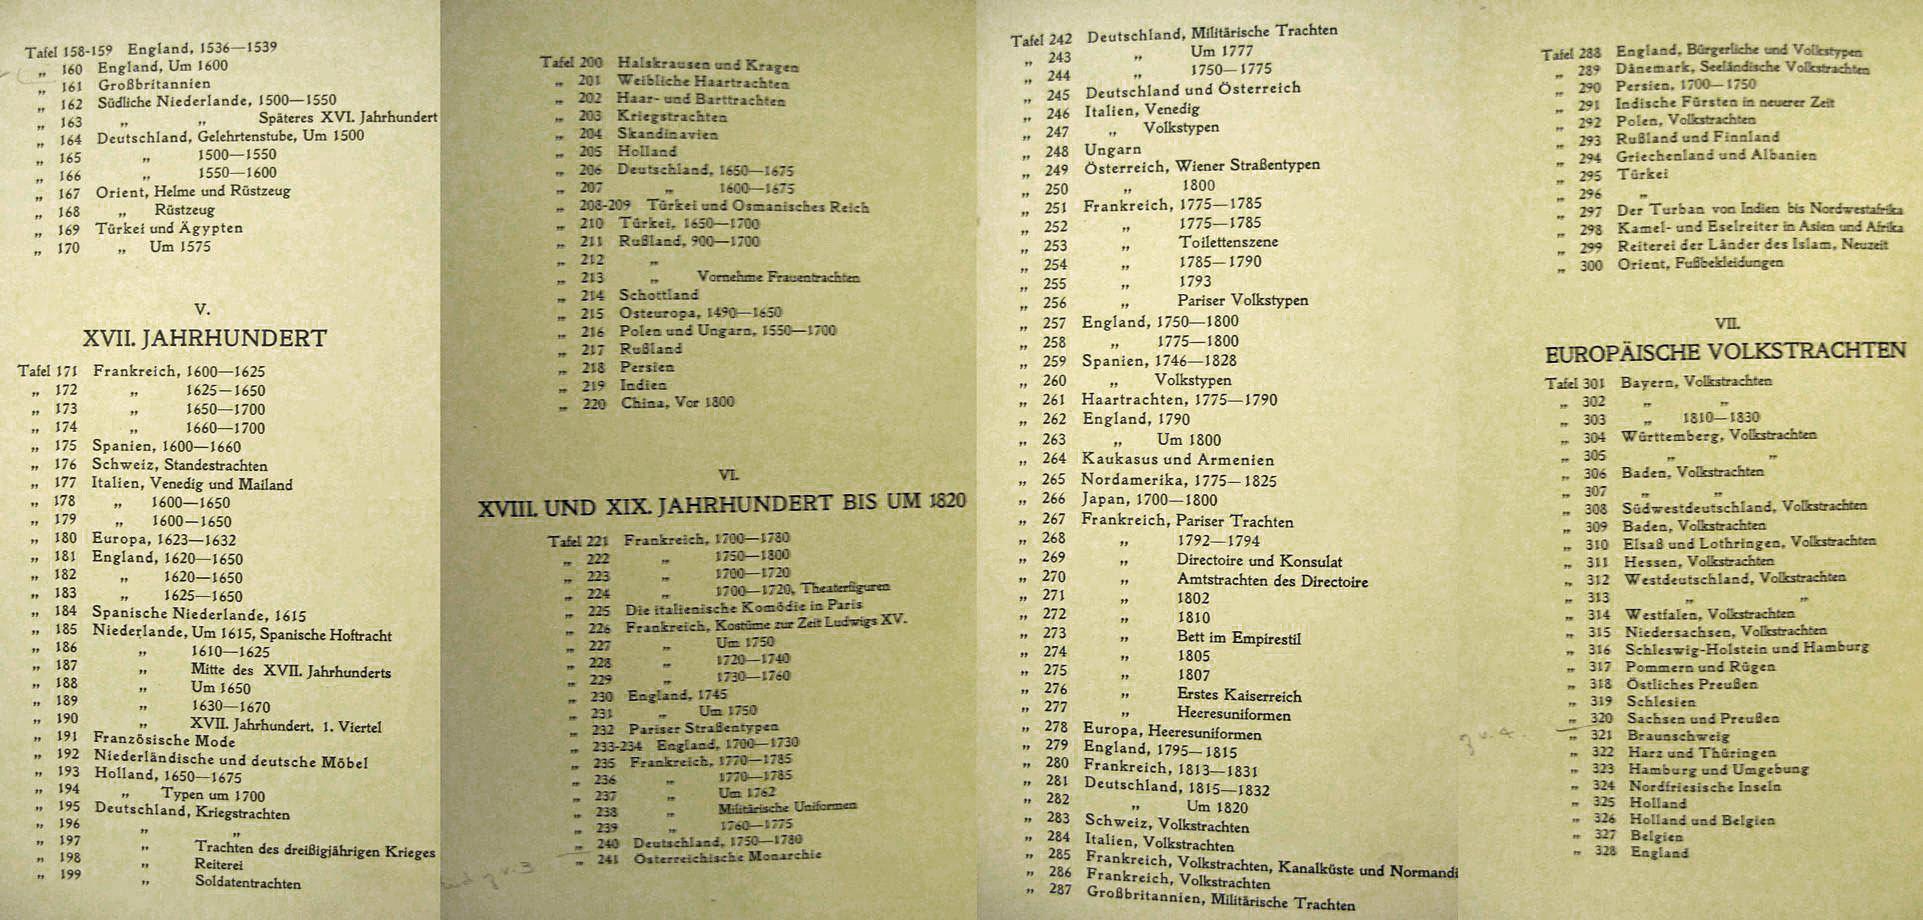 Tafel 158-159 England, 1536—1539
„ 160 England, Um 1600
„ 161 Großbritannien
„ 162 Südliche Niederlande, 1500—1550
„ 163 „ „ Späteres XVI. Jahrhundert
„ 164 Deutschland, Gelehrtenstube, Um 1500
„ 165 „ 1500—1550
„ 166 „ 1550—1600
„ 167 Orient, Helme und Rüstzeug
„ 168 „ Rüstzeug
„ 169 Türkei und Ägypten
„ 170 „ Um 1575
V.
XVII. JAHRHUNDERT
Tafel 171 Frankreich, 1600—1625
„ 172 „ 1625—1650
„ 173 „ 1650—1700
„ 174 „ 1660—1700
„ 175 Spanien, 1600—1660
„ 176 Schweiz, Standestrachten
„ 177 Italien, Venedig und Mailand
„ 178 „ 1600—1650
„ 179 „ 1600—1650
„ 180 Europa, 1623—1632
„ 181 England, 1620—1650
„ 182 „ 1620—1650
„ 183 „ 1625—1650
„ 184 Spanische Niederlande, 1615
„ 185 Niederlande, Um 1615, Spanische Hoftracht
„ 186 „ 1610—1625
„ 187 „ Mitte des XVII. Jahrhunderts
„ 188 „ Um 1650
„ 189 „ 1630—1670
„ 190 „ XVII. Jahrhundert, 1. Viertel
„ 191 Französische Mode
„ 192 Niederländische und deutsche Möbel
„ 193 Holland, 1650—1675
„ 194 „ Typen um 1700
„ 195 Deutschland, Kriegstrachten
„ 196 „ „
„ 197 „ Trachten des dreißigjährigen Krieges
„ 198 „ Reiterei
„ 199 „ Soldatentrachten
Tafel 200 Halskrausen und Kragen
„ 201 Weibliche Haartrachten
„ 202 Haar- und Barttrachten
„ 203 Kriegstrachten
„ 204 Skandinavien
„ 205 Holland
„ 206 Deutschland, 1650—1675
„ 207 „ 1600—1675
„ 208-209 Türkei und Osmanisches Reich
„ 210 Türkei, 1650—1700
„ 211 Rußland, 900—1700
„ 212 „
„ 213 „ Vornehme Frauentrachten
„ 214 Schottland
„ 215 Osteuropa, 1490—1650
„ 216 Polen und Ungarn, 1550—1700
„ 217 Rußland
„ 218 Persien
„ 219 Indien
„ 220 China, Vor 1800
VI.
XVIII. UND XIX. JAHRHUNDERT BIS UM 1820
Tafel 221 Frankreich, 1700—1780
„ 222 „ 1750—1800
„ 223 „ 1700—1720
„ 224 „ 1700—1720, Theaterfiguren
„ 225 Die italienische Komödie in Paris
„ 226 Frankreich, Kostüme zur Zeit Ludwigs XV.
„ 227 „ Um 1750
„ 228 „ 1720—1740
„ 229 „ 1730—1760
„ 230 England, 1745
„ 231 „ Um 1750
„ 232 Pariser Straßentypen
„ 233-234 England, 1700—1730
„ 235 Frankreich, 1770—1785
„ 236 „ 1770—1785
„ 237 „ Um 1762
„ 238 „ Militärische Uniformen
„ 239 „ 1760—1775
„ 240 Deutschland, 1750—1780
„ 241 Österreichische Monarchie
Tafel 242 Deutschland, Militärische Trachten
„ 243 „ Um 1777
„ 244 „ 1750—1775
„ 245 Deutschland und Österreich
„ 246 Italien, Venedig
„ 247 „ Volkstypen
„ 248 Ungarn
„ 249 Österreich, Wiener Straßentypen
„ 250 „ 1800
„ 251 Frankreich, 1775—1785
„ 252 „ 1775—1785
„ 253 „ Toilettenszene
„ 254 „ 1785—1790
„ 255 „ 1793
„ 256 „ Pariser Volkstypen
„ 257 England, 1750—1800
„ 258 „ 1775—1800
„ 259 Spanien, 1746—1828
„ 260 „ Volkstypen
„ 261 Haartrachten, 1775—1790
„ 262 England, 1790
„ 263 „ Um 1800
„ 264 Kaukasus und Armenien
„ 265 Nordamerika, 1775—1825
„ 266 Japan, 1700—1800
„ 267 Frankreich, Pariser Trachten
„ 268 „ 1792—1794
„ 269 „ Directoire und Konsulat
„ 270 „ Amtstrachten des Directoire
„ 271 „ 1802
„ 272 „ 1810
„ 273 „ Bett im Empirestil
„ 274 „ 1805
„ 275 „ 1807
„ 276 „ Erstes Kaiserreich
„ 277 „ Heeresuniformen
„ 278 Europa, Heeresuniformen
„ 279 England, 1795—1815
„ 280 Frankreich, 1813—1831
„ 281 Deutschland, 1815—1832
„ 282 „ Um 1820
„ 283 Schweiz, Volkstrachten
„ 284 Italien, Volkstrachten
„ 285 Frankreich, Volkstrachten, Kanalküste und Normandi
„ 286 Frankreich, Volkstrachten
„ 287 Großbritannien, Militärische Trachten
Tafel 288 England, Bürgerliche und Volkstypen
„ 289 Dänemark, Seeländische Volkstrachten
„ 290 Persien, 1700—1750
„ 291 Indische Fürsten in neuerer Zeit
„ 292 Polen, Volkstrachten
„ 293 Rußland und Finnland
„ 294 Griechenland und Albanien
„ 295 Türkei
„ 296 „
„ 297 Der Turban von Indien bis Nordwestafrika
„ 298 Kamel- und Eselreiter in Asien und Afrika
„ 299 Reiterei der Länder des Islam, Neuzeit
„ 300 Orient, Fußbekleidungen
VII.
EUROPÄISCHE VOLKSTRACHTEN
Tafel 301 Bayern, Volkstrachten
„ 302 „ „
„ 303 „ 1810—1830
„ 304 Württemberg, Volkstrachten
„ 305 „ „
„ 306 Baden, Volkstrachten
„ 307 „ „
„ 308 Südwestdeutschland, Volkstrachten
„ 309 Baden, Volkstrachten
„ 310 Elsaß und Lothringen, Volkstrachten
„ 311 Hessen, Volkstrachten
„ 312 Westdeutschland, Volkstrachten
„ 313 „ „
„ 314 Westfalen, Volkstrachten
„ 315 Niedersachsen, Volkstrachten
„ 316 Schleswig-Holstein und Hamburg
„ 317 Pommern und Rügen
„ 318 Östliches Preußen
„ 319 Schlesien
„ 320 Sachsen und Preußen
„ 321 Braunschweig
„ 322 Harz und Thüringen
„ 323 Hamburg und Umgebung
„ 324 Nordfriesische Inseln
„ 325 Holland
„ 326 Holland und Belgien
„ 327 Belgien
„ 328 England